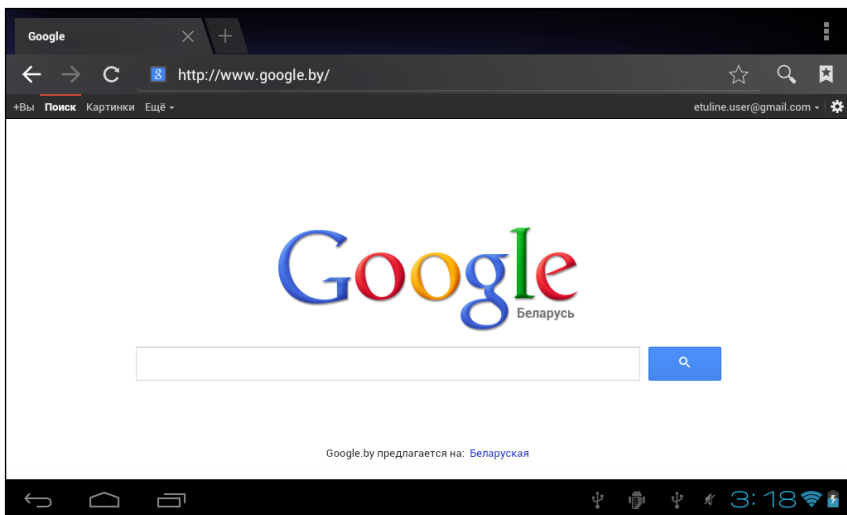 Google
http://www.google.by/
+Вы Поиск Картинки Ещё etuline.user@gmail.com
Google
Беларусь
Google.by предлагается на: Беларуская
3:18